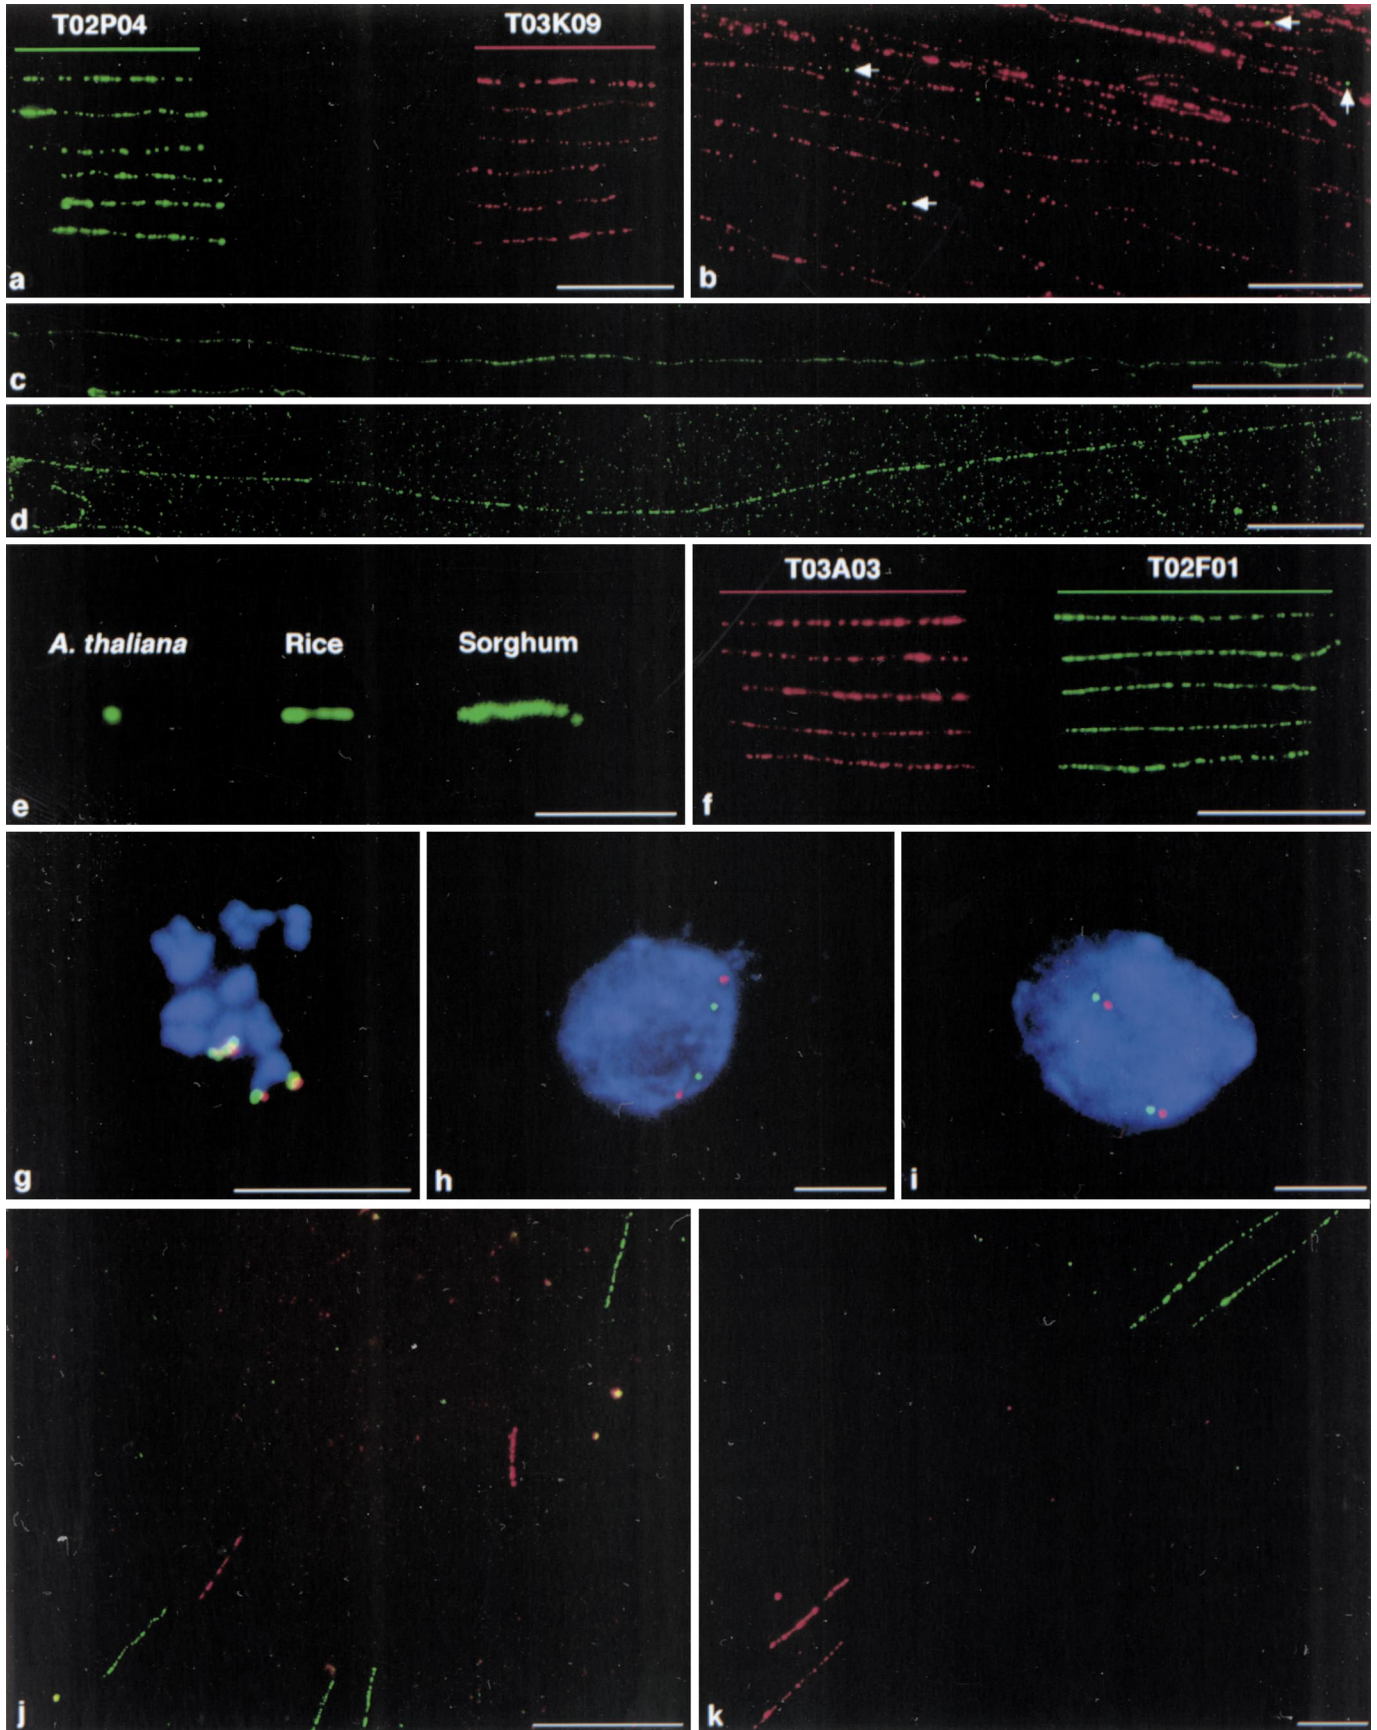 T02P04
T03K09
a
b
c
d
A. thaliana
Rice
Sorghum
e
T03A03
T02F01
f
g
h
i
j
k